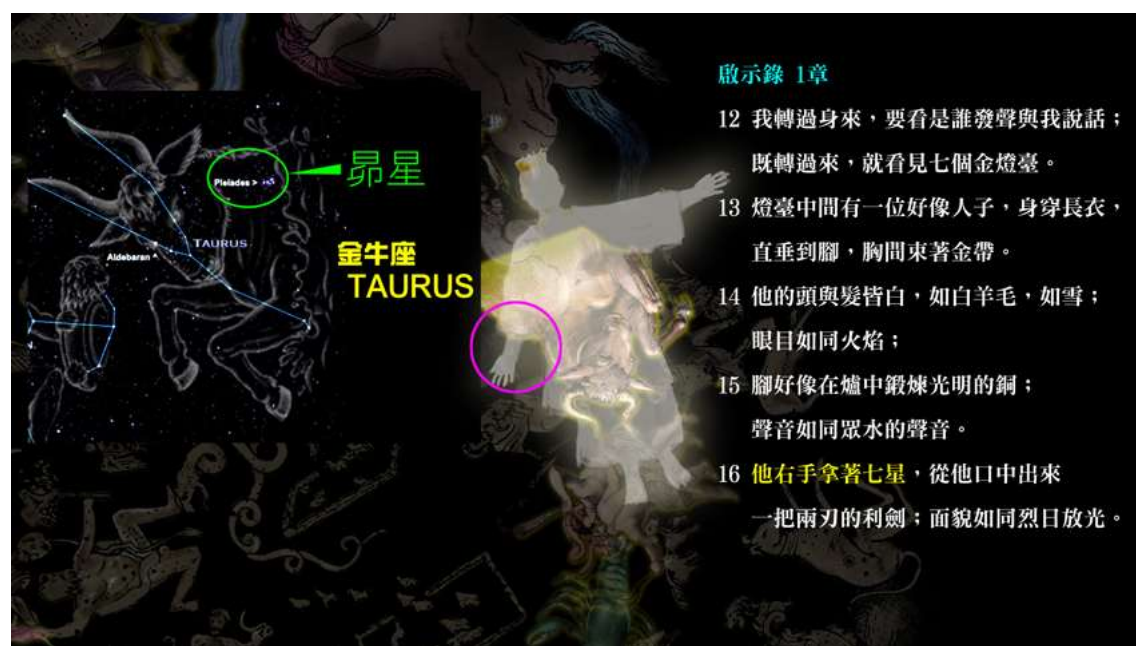 Pleiades >
昴星
TAURUS
Aldebaran ^
金牛座
TAURUS
啟示錄 1章
12 我轉過身來，要看是誰發聲與我說話；
既轉過來，就看見七個金燈臺。
13 燈臺中間有一位好像人子，身穿長衣，
直垂到腳，胸間束著金帶。
14 他的頭與髮皆白，如白羊毛，如雪；
眼目如同火焰；
15 腳好像在爐中鍛煉光明的銅；
聲音如同眾水的聲音。
16 他右手拿著七星，從他口中出來
一把兩刃的利劍；面貌如同烈日放光。